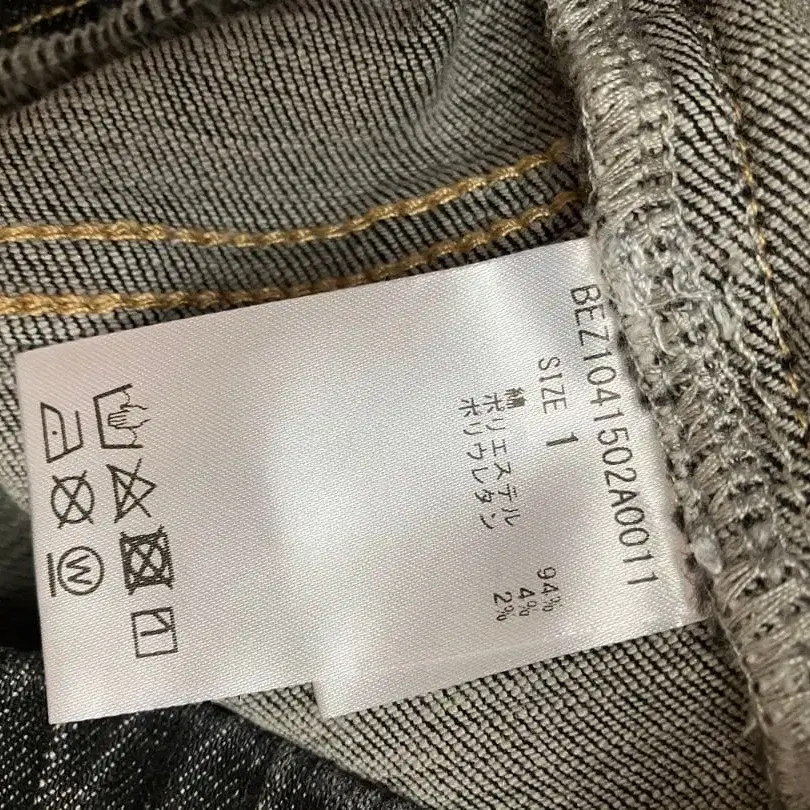 BEZ1041502A0011
SIZE 1
綿 94%
ポリエステル 4%
ポリウレタン 2%
W